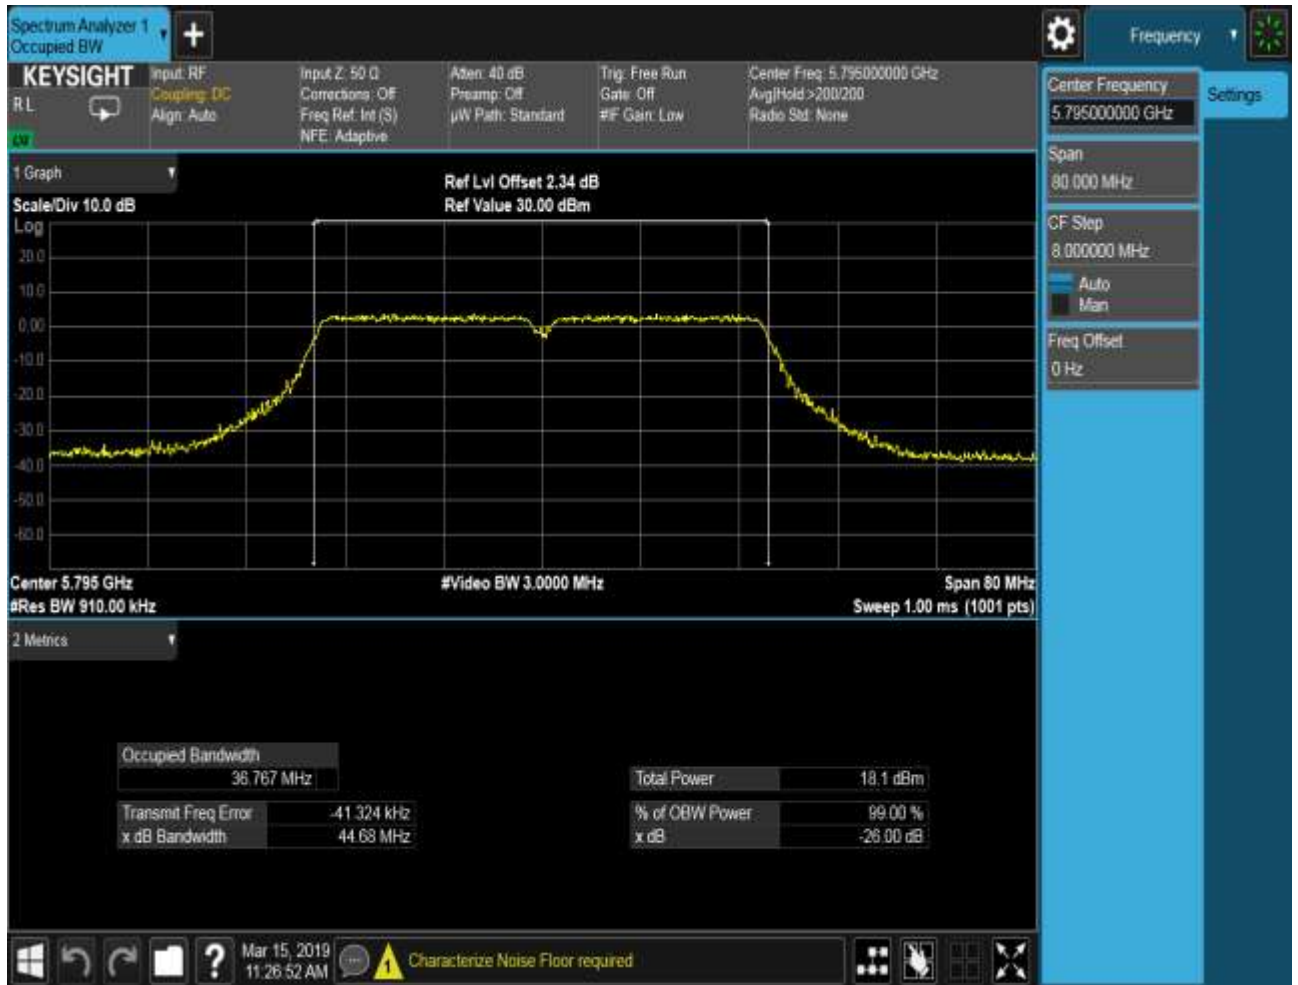 Spectrum Analyzer 1
Occupied BW
Frequency
KEYSIGHT
RL
Input: RF
Coupling: DC
Align: Auto
Input Z: 50 Ω
Corrections: Off
Freq Ref: Int (S)
NFE: Adaptive
Atten: 40 dB
Preamp: Off
µW Path: Standard
Trig: Free Run
Gate: Off
#IF Gain: Low
Center Freq: 5.795000000 GHz
Avg|Hold:>200/200
Radio Std: None
Center Frequency
5.795000000 GHz
Settings
Span
80.000 MHz
CF Step
8.000000 MHz
Auto
Man
Freq Offset
0 Hz
1 Graph
Scale/Div 10.0 dB
Ref Lvl Offset 2.34 dB
Ref Value 30.00 dBm
Log
20.0
10.0
0.00
-10.0
-20.0
-30.0
-40.0
-50.0
-60.0
Center 5.795 GHz
#Video BW 3.0000 MHz
Span 80 MHz
#Res BW 910.00 kHz
Sweep 1.00 ms (1001 pts)
2 Metrics
Occupied Bandwidth
36.767 MHz
Total Power 18.1 dBm
Transmit Freq Error -41.324 kHz
% of OBW Power 99.00 %
x dB Bandwidth 44.68 MHz
x dB -26.00 dB
?
Mar 15, 2019
11:26:52 AM
1
Characterize Noise Floor required